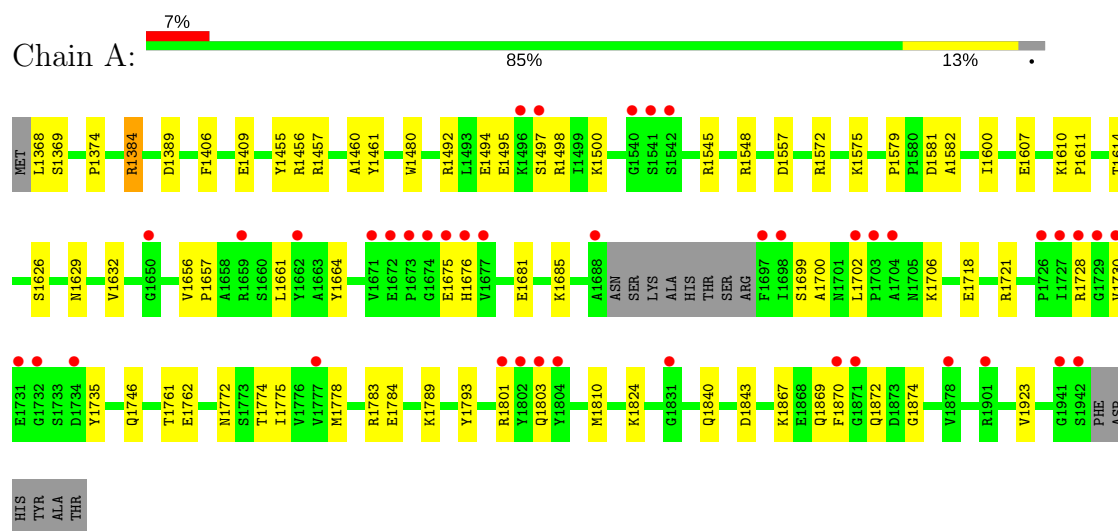 7%
Chain A:
85% 13% •
MET L1368 S1369 P1374 R1384 D1389 F1406 E1409 Y1455 R1456 R1457 A1460 Y1461 W1480 R1492 L1493 E1494 E1495 K1496 S1497 R1498 I1499 K1500 G1540 S1541 S1542 R1545 R1548 D1557 R1572 K1575 P1579 P1580 D1581 A1582 I1600 E1607 K1610 P1611 T1614
S1626 N1629 V1632 G1650 V1656 P1657 A1658 R1659 S1660 L1661 Y1662 A1663 Y1664 V1671 E1672 P1673 G1674 E1675 H1676 V1677 E1681 K1685 A1688 ASN SER LYS ALA HIS THR SER ARG F1697 I1698 S1699 A1700 N1701 L1702 P1703 A1704 N1705 K1706 E1718 R1721 P1726 I1727 R1728 G1729
E1731 G1732 S1733 D1734 Y1735 Q1746 T1761 E1762 N1772 S1773 T1774 I1775 V1776 V1777 M1778 R1783 E1784 K1789 Y1793 R1801 Y1802 Q1803 Y1804 M1810 K1824 G1831 Q1840 D1843 K1867 E1868 Q1869 F1870 G1871 Q1872 D1873 G1874 V1878 R1901 V1923 G1941 S1942 PHE
HIS TYR ALA THR